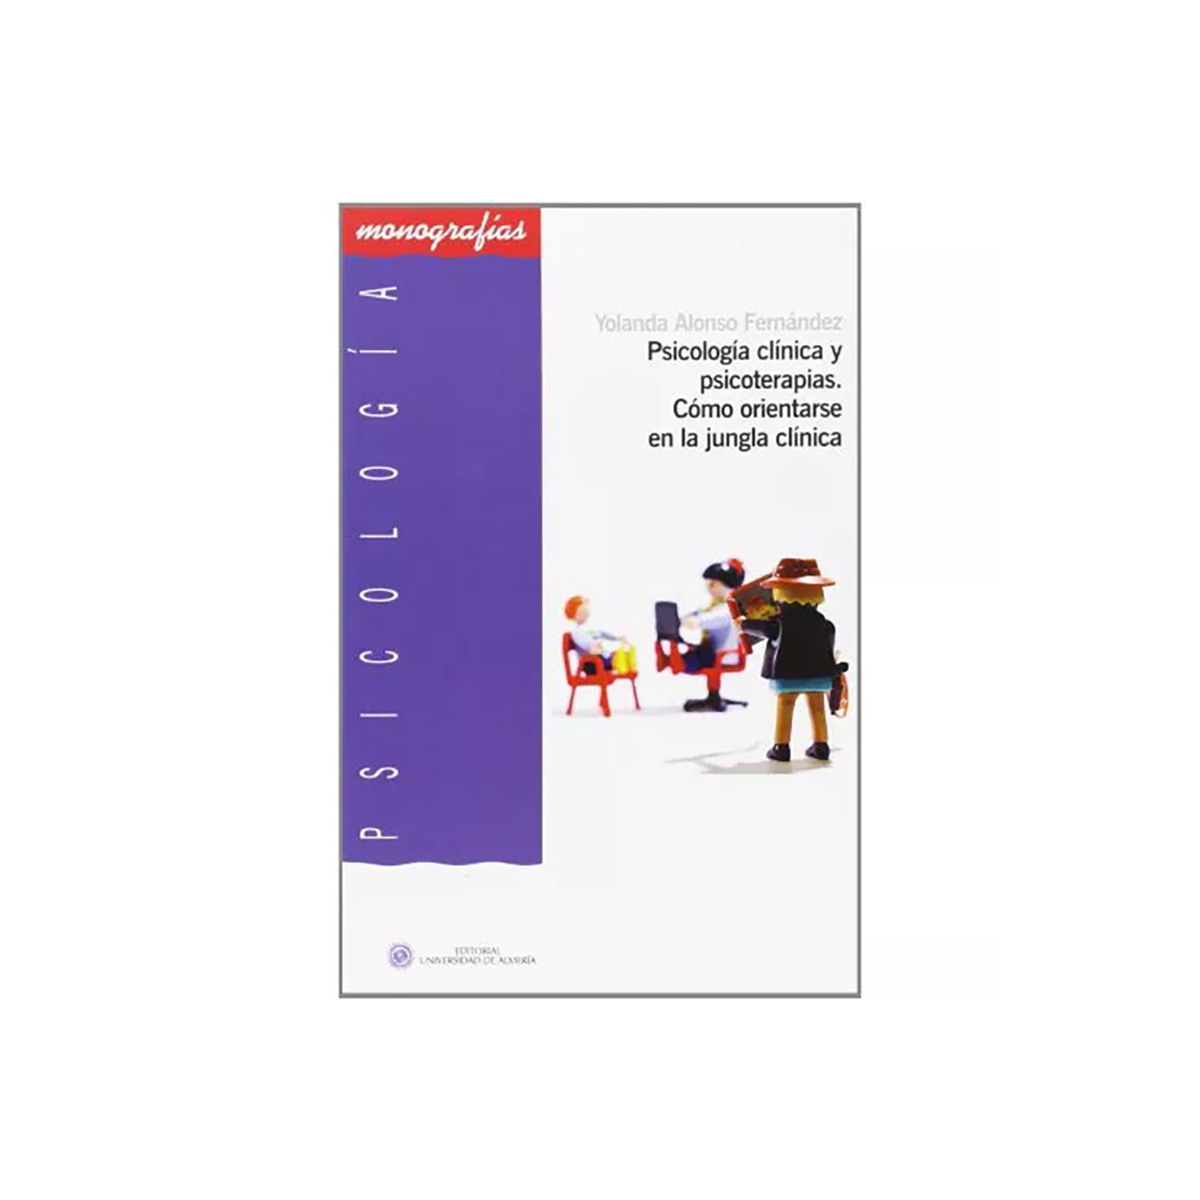 monografías
PSICOLOGÍA
Yolanda Alonso Fernández
Psicología clínica y
psicoterapias.
Cómo orientarse
en la jungla clínica
EDITORIAL
UNIVERSIDAD DE ALMERÍA